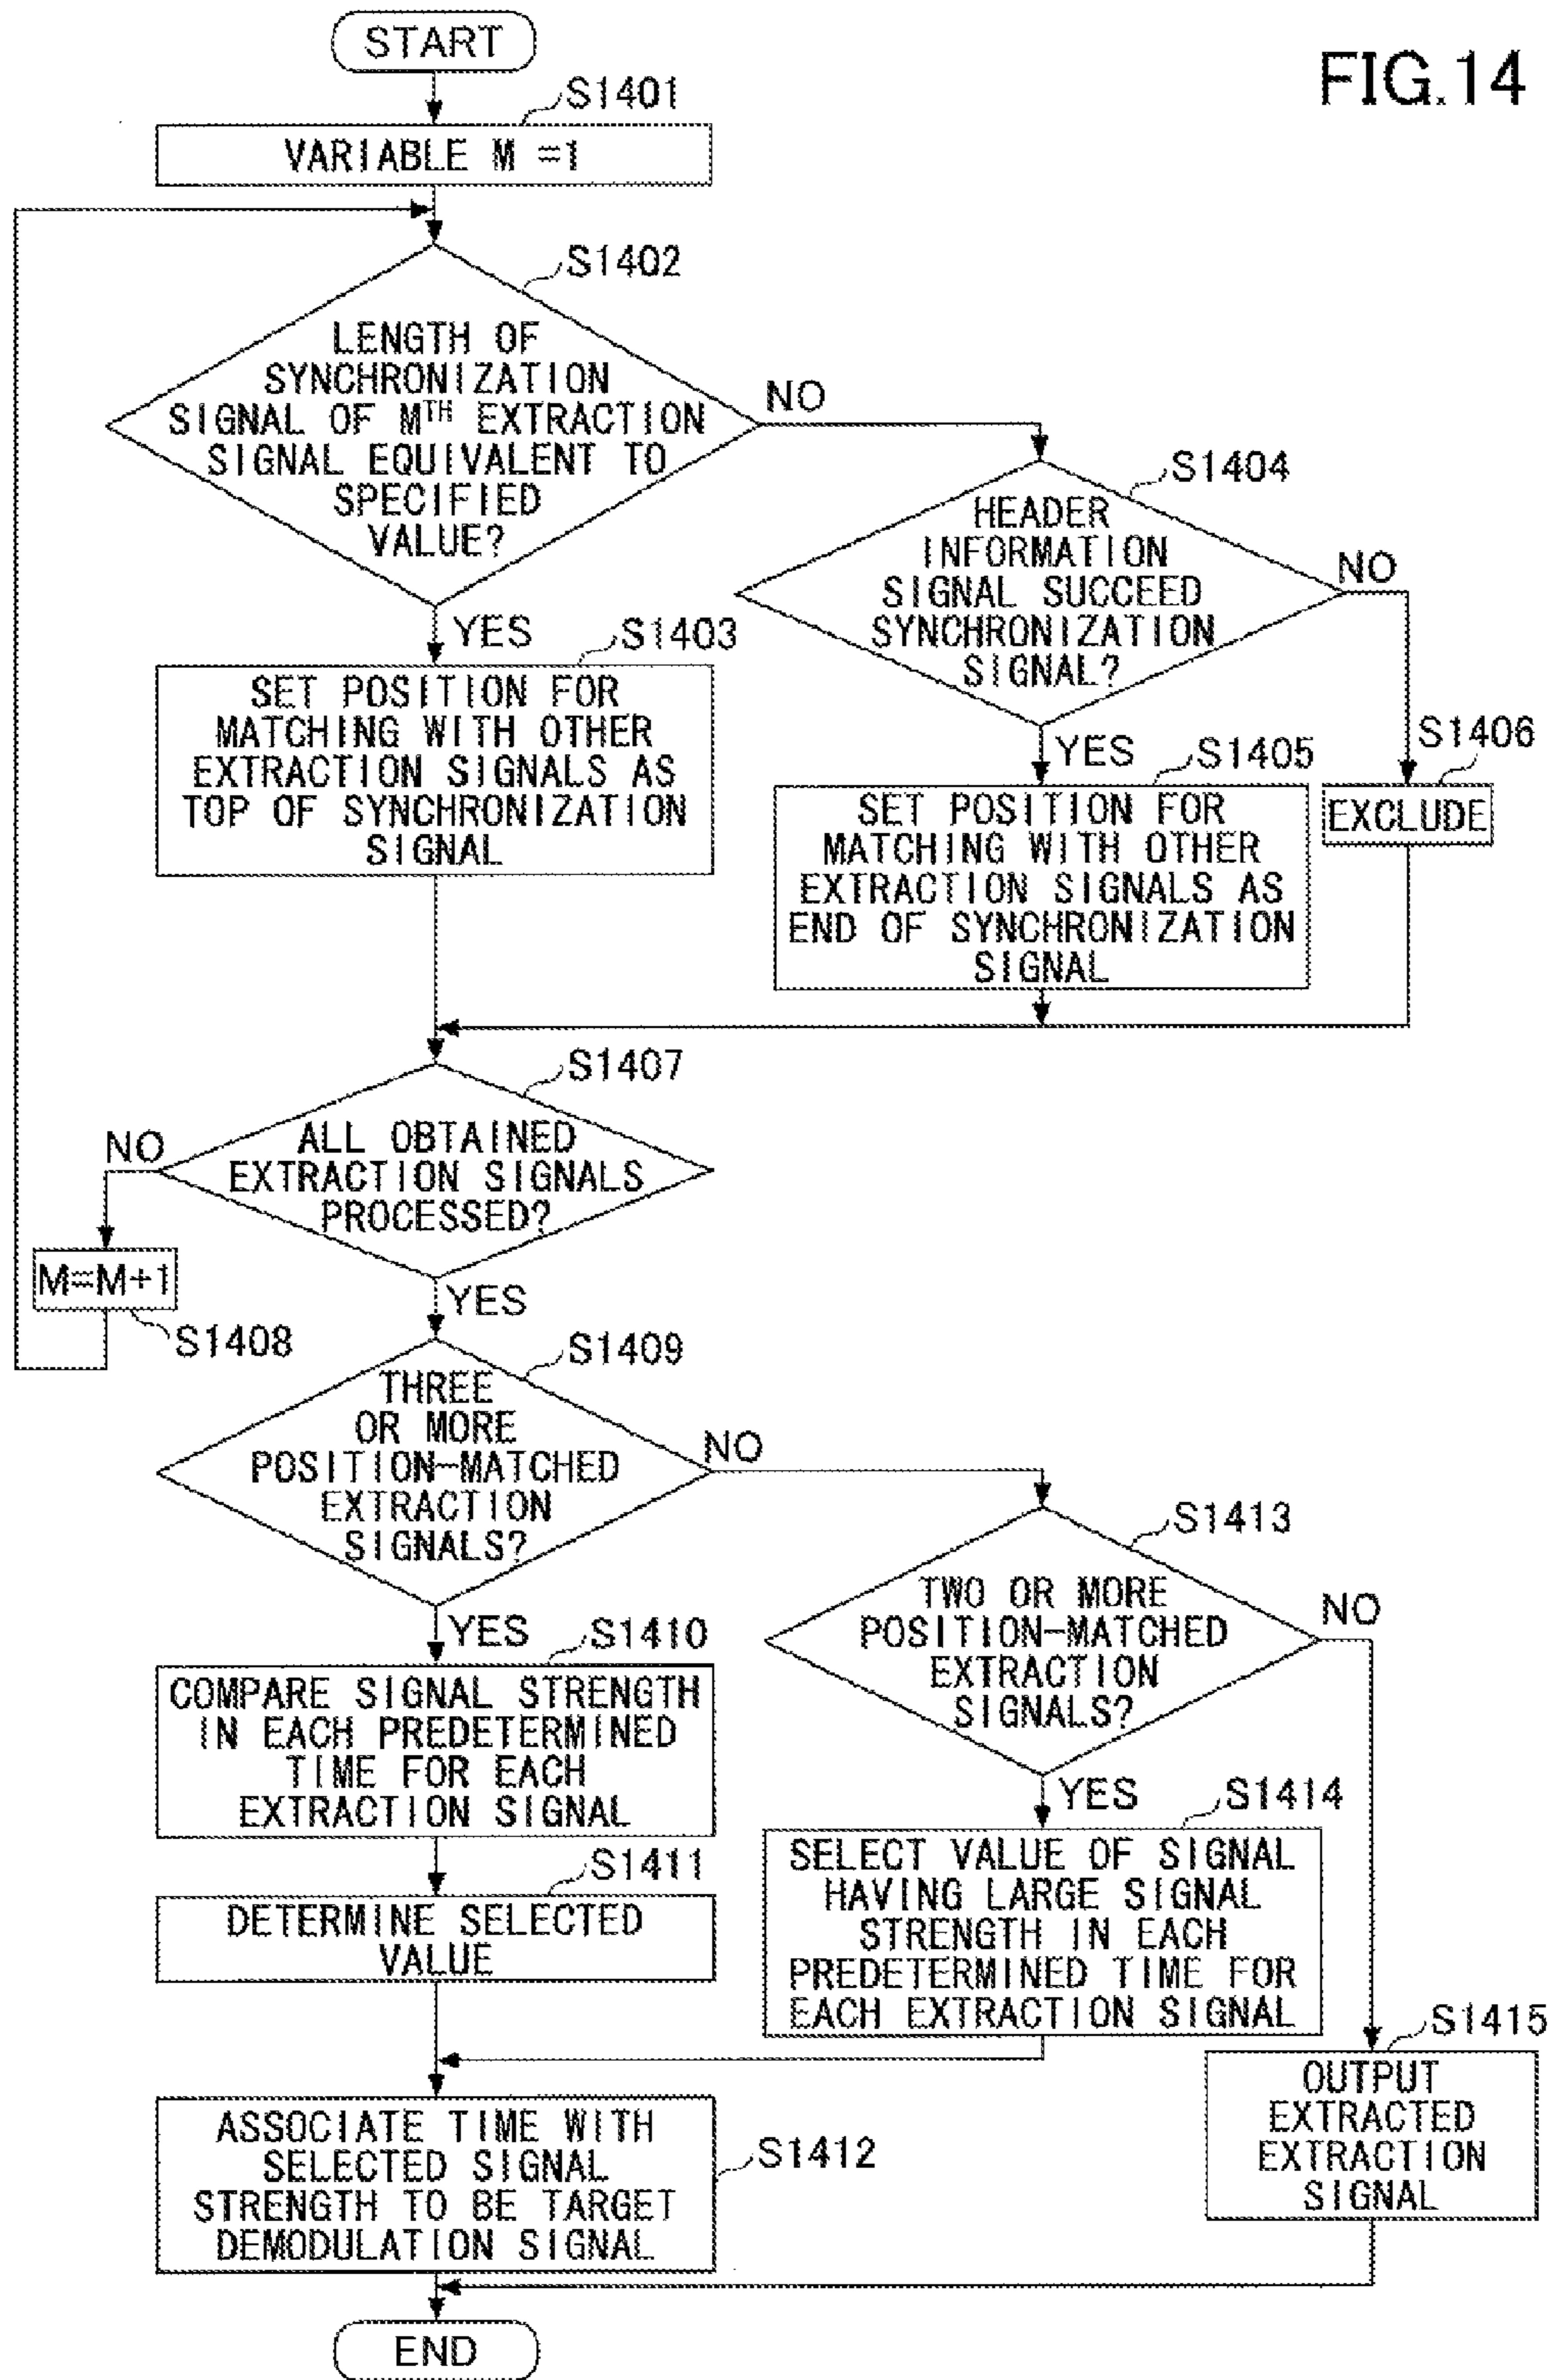 FIG.14
START
S1401
VARIABLE M =1
S1402
LENGTH OF
SYNCHRONIZATION
SIGNAL OF MTH EXTRACTION
SIGNAL EQUIVALENT TO
SPECIFIED
VALUE?
NO
YES
S1403
SET POSITION FOR
MATCHING WITH OTHER
EXTRACTION SIGNALS AS
TOP OF SYNCHRONIZATION
SIGNAL
S1404
HEADER
INFORMATION
SIGNAL SUCCEED
SYNCHRONIZATION
SIGNAL?
NO
YES
S1405
SET POSITION FOR
MATCHING WITH OTHER
EXTRACTION SIGNALS AS
END OF SYNCHRONIZATION
SIGNAL
S1406
EXCLUDE
S1407
ALL OBTAINED
EXTRACTION SIGNALS
PROCESSED?
NO
M=M+1
S1408
YES
S1409
THREE
OR MORE
POSITION-MATCHED
EXTRACTION
SIGNALS?
NO
YES
S1410
COMPARE SIGNAL STRENGTH
IN EACH PREDETERMINED
TIME FOR EACH
EXTRACTION SIGNAL
S1411
DETERMINE SELECTED
VALUE
S1413
TWO OR MORE
POSITION-MATCHED
EXTRACTION
SIGNALS?
NO
YES
S1414
SELECT VALUE OF SIGNAL
HAVING LARGE SIGNAL
STRENGTH IN EACH
PREDETERMINED TIME FOR
EACH EXTRACTION SIGNAL
S1415
OUTPUT
EXTRACTED
EXTRACTION
SIGNAL
ASSOCIATE TIME WITH
SELECTED SIGNAL
STRENGTH TO BE TARGET
DEMODULATION SIGNAL
S1412
END